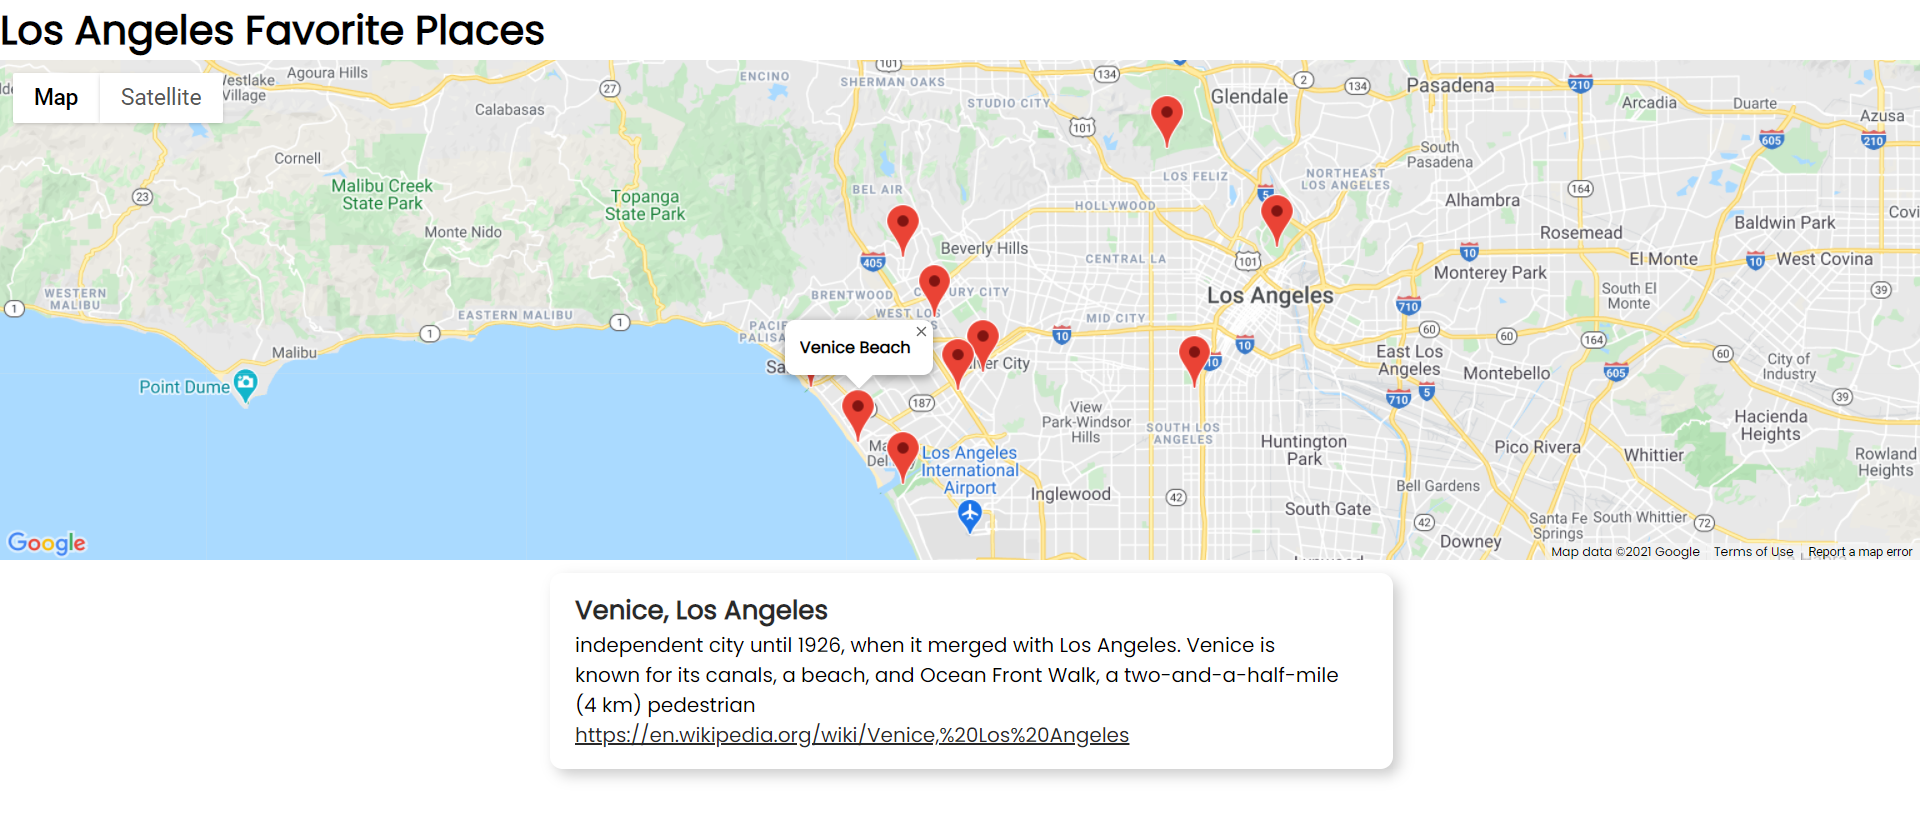 Los Angeles Favorite Places
Map
Satellite
Westlake
Village
Agoura Hills
27
Calabasas
ENCINO
101
SHERMAN OAKS
134
STUDIO CITY
101
Glendale
2
134
Pasadena
210
Arcadia
Duarte
Azusa
605
210
Cornell
23
Malibu Creek
State Park
Topanga
State Park
Monte Nido
BEL AIR
LOS FELIZ
South
Pasadena
NORTHEAST
LOS ANGELES
5
164
Alhambra
HOLLYWOOD
Rosemead
Baldwin Park
Covi
Beverly Hills
405
CENTRAL LA
101
10
El Monte
10
West Covina
Monterey Park
WESTERN
MALIBU
1
EASTERN MALIBU
1
1
BRENTWOOD
WEST LOS
Los Angeles
MID CITY
10
10
710
60
60
164
60
South El
Monte
39
Malibu
Venice Beach
10
East Los
Angeles
Montebello
605
City of
Industry
Point Dume
187
View
Park-Windsor
Hills
710
5
39
Hacienda
Heights
SOUTH LOS
ANGELES
Huntington
Park
Pico Rivera
Whittier
Rowland
Heights
Los Angeles
International
Airport
Inglewood
42
Bell Gardens
South Gate
42
Santa Fe
Springs
South Whittier
72
Downey
Google
Map data ©2021 Google
Terms of Use
Report a map error
Venice, Los Angeles
independent city until 1926, when it merged with Los Angeles. Venice is
known for its canals, a beach, and Ocean Front Walk, a two-and-a-half-mile
(4 km) pedestrian
https://en.wikipedia.org/wiki/Venice,%20Los%20Angeles